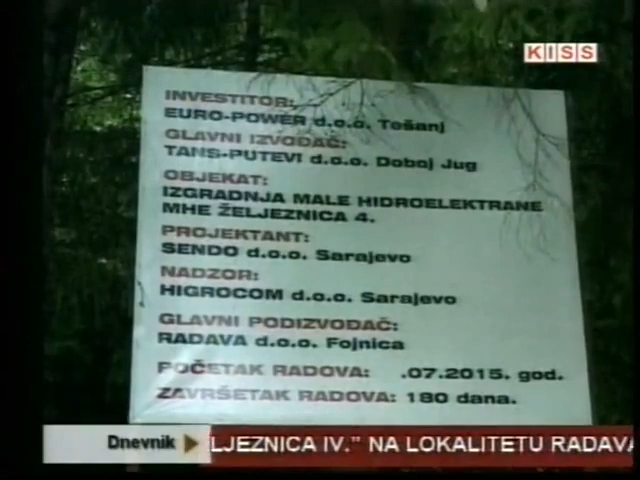 KISS
INVESTITOR:
EURO-POWER d.o.o. Tešanj
GLAVNI IZVOĐAČ:
TANS-PUTEVI d.o.o. Doboj Jug
OBJEKAT:
IZGRADNJA MALE HIDROELEKTRANE
MHE ŽELJEZNICA 4.
PROJEKTANT:
SENDO d.o.o. Sarajevo
NADZOR:
HIGROCOM d.o.o. Sarajevo
GLAVNI PODIZVOĐAČ:
RADAVA d.o.o. Fojnica
POČETAK RADOVA: .07.2015. god.
ZAVRŠETAK RADOVA: 180 dana.
Dnevnik LJEZNICA IV.” NA LOKALITETU RADAVA